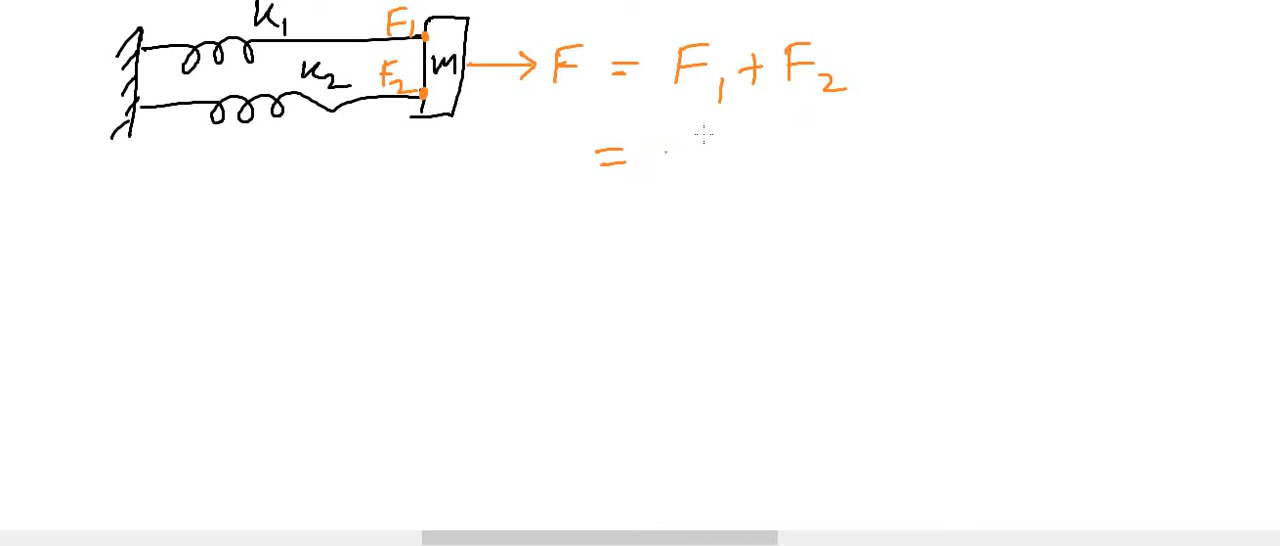 K₁ F₁
K₂ F₂ m F = F₁ + F₂
=